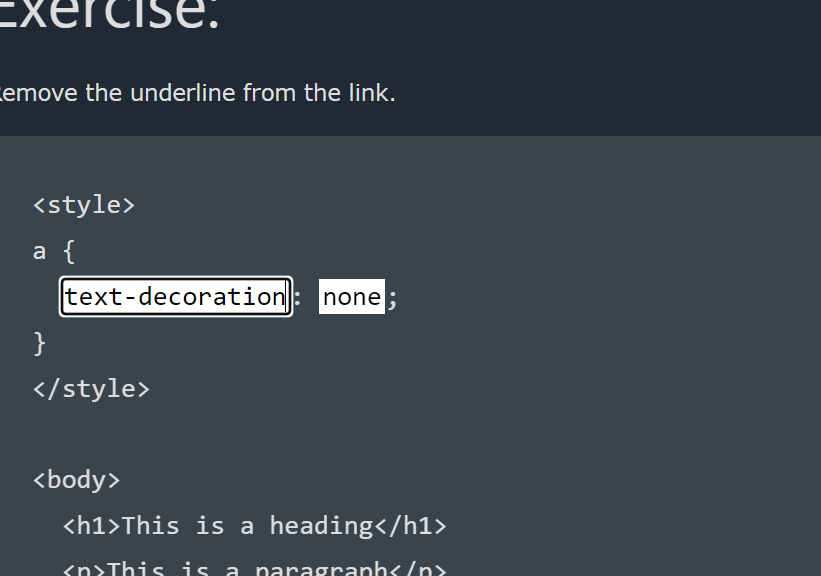 Exercise:
Remove the underline from the link.
<style>
a {
text-decoration: none;
}
</style>
<body>
<h1>This is a heading</h1>
<p>This is a paragraph</p>